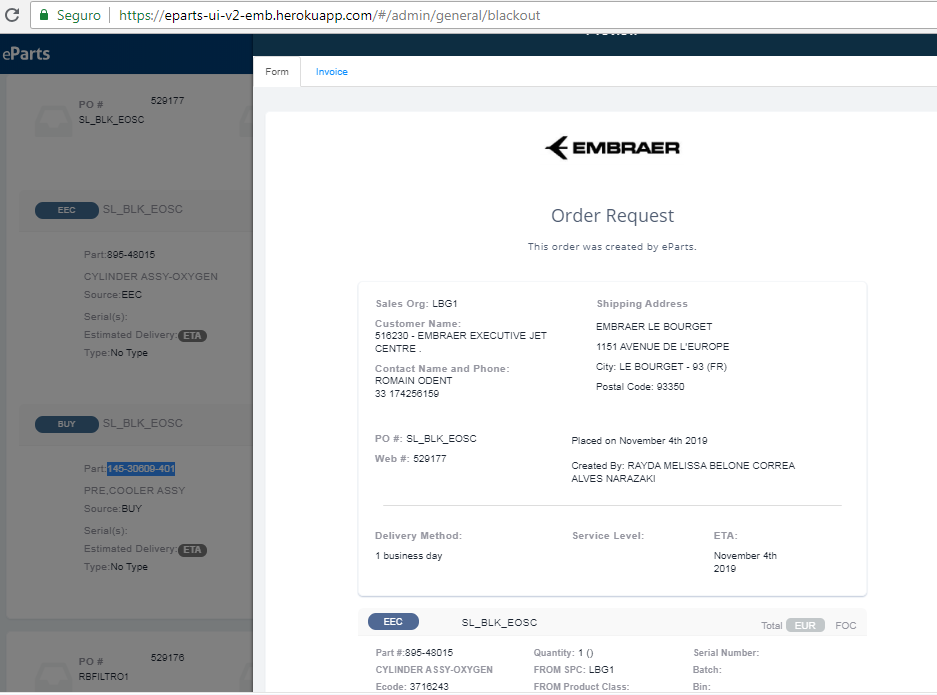 Seguro https://eparts-ui-v2-emb.herokuapp.com/#/admin/general/blackout
eParts
PO # 529177
SL_BLK_EOSC
EEC SL_BLK_EOSC
Part:895-48015
CYLINDER ASSY-OXYGEN
Source:EEC
Serial(s):
Estimated Delivery: ETA
Type:No Type
BUY SL_BLK_EOSC
Part:145-30609-401
PRE,COOLER ASSY
Source:BUY
Serial(s):
Estimated Delivery: ETA
Type:No Type
PO # 529176
RBFILTRO1
Form Invoice
EMBRAER
Order Request
This order was created by eParts.
Sales Org: LBG1
Customer Name:
516230 - EMBRAER EXECUTIVE JET
CENTRE .
Contact Name and Phone:
ROMAIN ODENT
33 174256159
Shipping Address
EMBRAER LE BOURGET
1151 AVENUE DE L'EUROPE
City: LE BOURGET - 93 (FR)
Postal Code: 93350
PO #: SL_BLK_EOSC
Web #: 529177
Placed on November 4th 2019
Created By: RAYDA MELISSA BELONE CORREA
ALVES NARAZAKI
Delivery Method:
1 business day
Service Level:
ETA:
November 4th
2019
EEC SL_BLK_EOSC Total EUR FOC
Part #:895-48015
CYLINDER ASSY-OXYGEN
Ecode: 3716243
Quantity: 1 ()
FROM SPC: LBG1
FROM Product Class:
Serial Number:
Batch:
Bin: